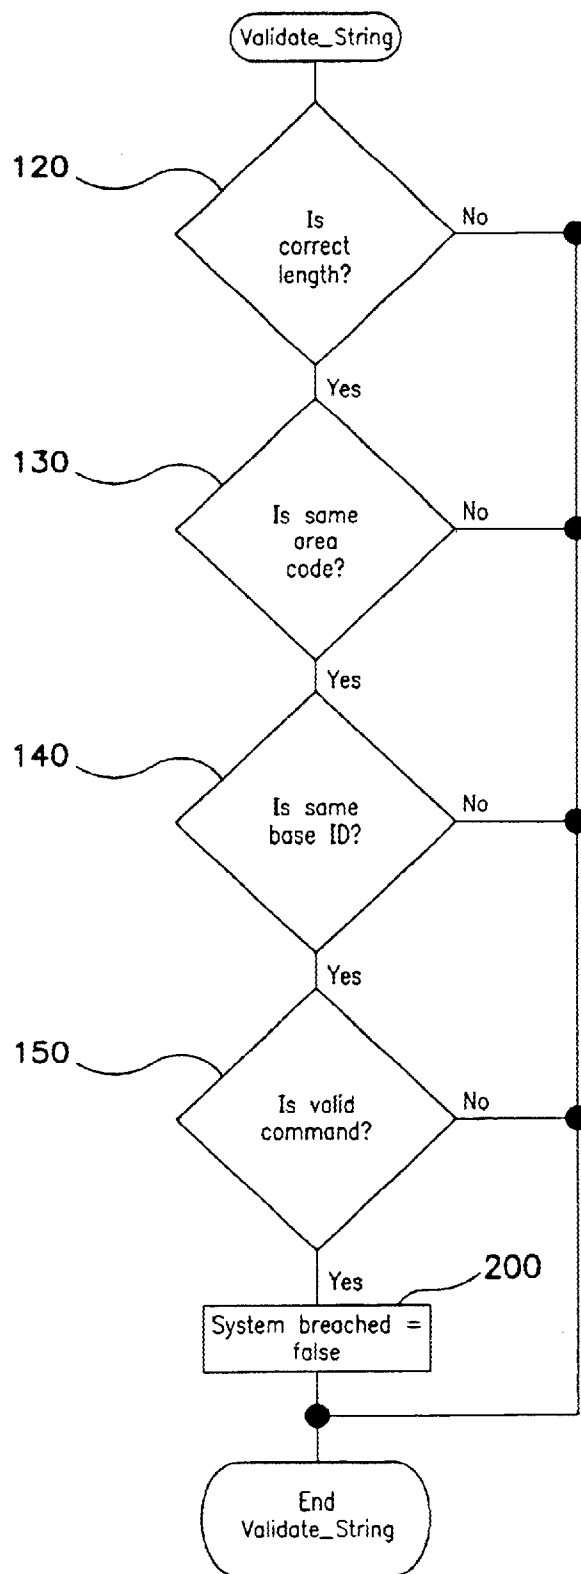 Validate_String
120
Is
correct
length?
No
Yes
130
Is same
area
code?
No
Yes
140
Is same
base ID?
No
Yes
150
Is valid
command?
No
Yes
200
System breached =
false
End
Validate_String